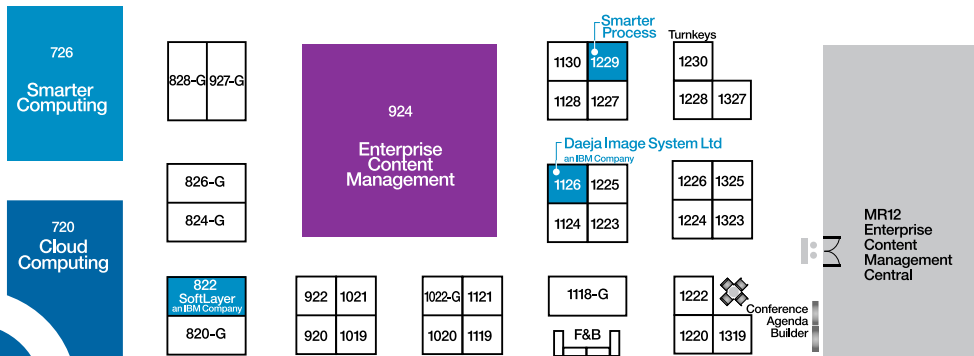 726
Smarter
Computing
828-G
927-G
924
Enterprise
Content
Management
Smarter
Process
1130
1229
1128
1227
Turnkeys
1230
1228
1327
826-G
824-G
Daeja Image System Ltd
an IBM Company
1126
1225
1124
1223
1226
1325
1224
1323
MR12
Enterprise
Content
Management
Central
720
Cloud
Computing
822
SoftLayer
an IBM Company
820-G
922
1021
920
1019
1022-G
1121
1020
1119
1118-G
F&B
1222
1220
1319
Conference
Agenda
Builder